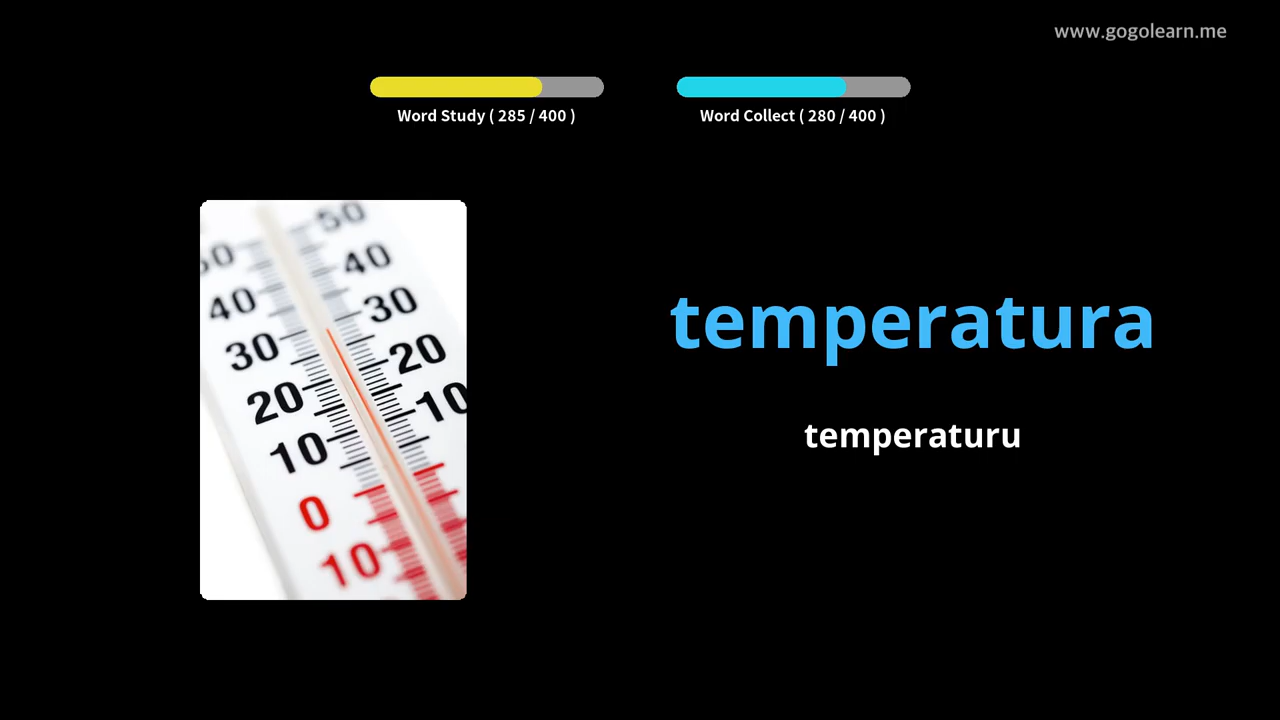 www.gogolearn.me
Word Study ( 285 / 400 )
Word Collect ( 280 / 400 )
50
40
40
30
30
20
20
10
10
0
10
temperatura
temperaturu